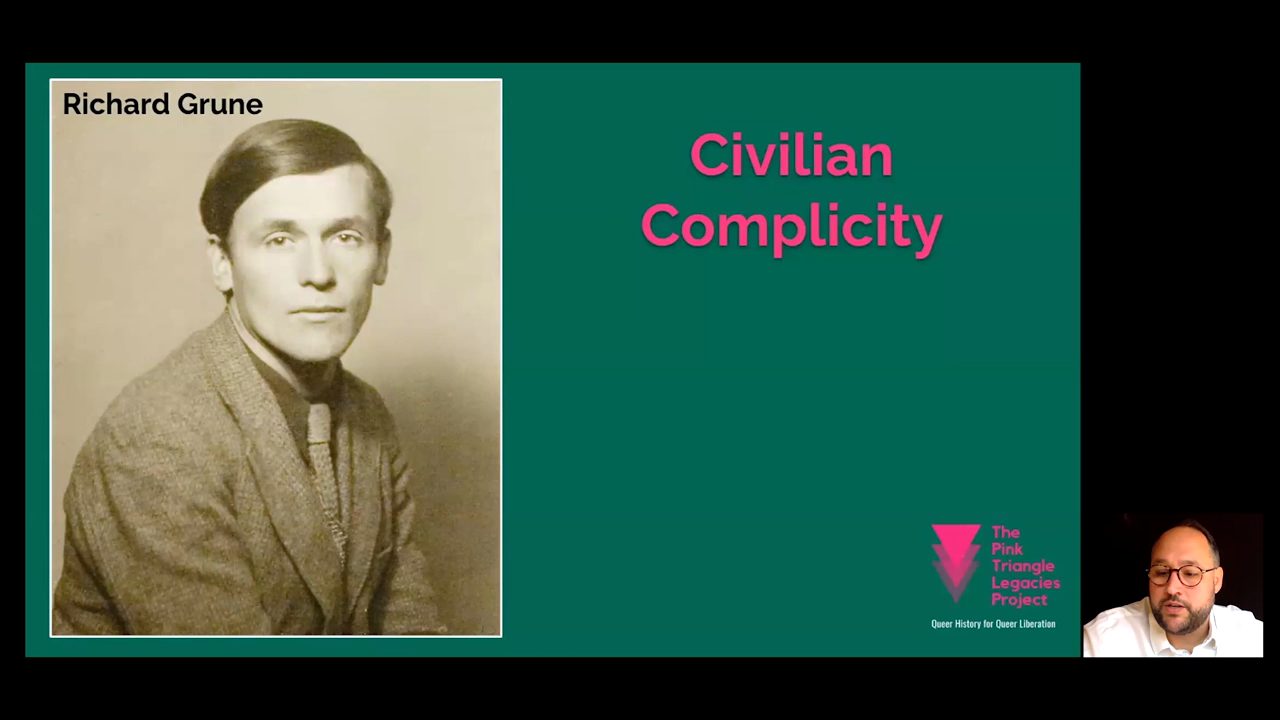 Richard Grune
Civilian
Complicity
The
Pink
Triangle
Legacies
Project
Queer History for Queer Liberation